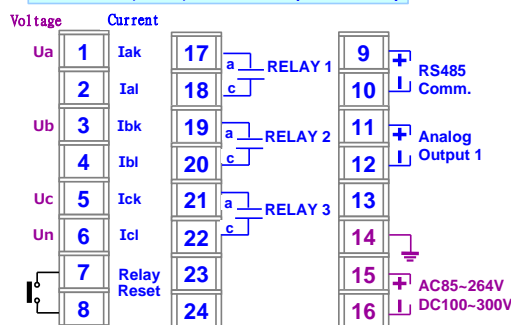 Voltage Current
Ua 1 Iak 17 a RELAY 1 9 + RS485
2 Ial 18 c 10 − Comm.
Ub 3 Ibk 19 a RELAY 2 11 + Analog
4 Ibl 20 c 12 − Output 1
Uc 5 Ick 21 a RELAY 3 13
Un 6 Icl 22 c 14
7 Relay 23 15 + AC85~264V
8 Reset 24 16 − DC100~300V